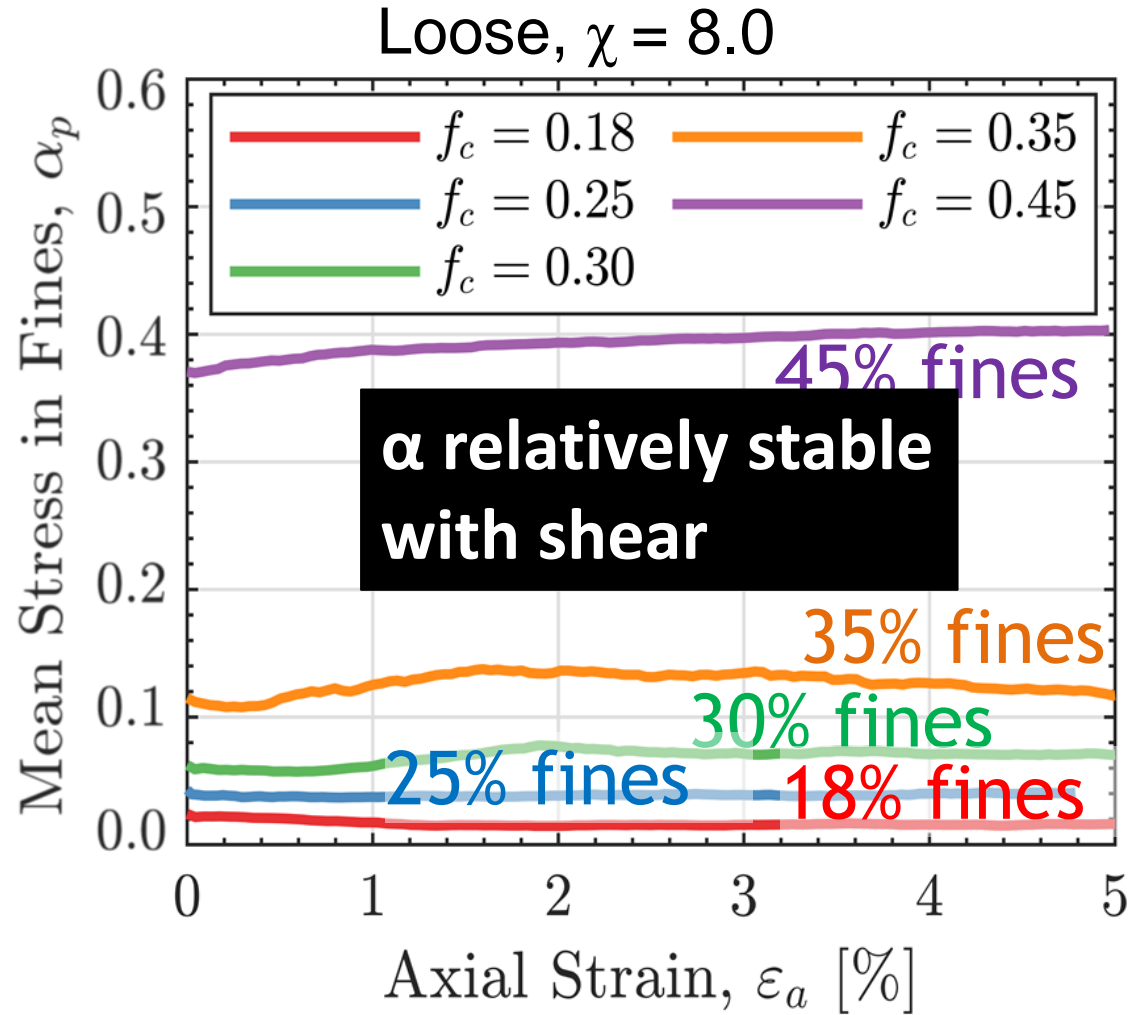 Loose, χ = 8.0
Mean Stress in Fines, αₚ
0.6
0.5
0.4
0.3
0.2
0.1
0.0
f_c = 0.18
f_c = 0.25
f_c = 0.30
f_c = 0.35
f_c = 0.45
45% fines
α relatively stable
with shear
35% fines
30% fines
25% fines
18% fines
0 1 2 3 4 5
Axial Strain, εₐ [%]